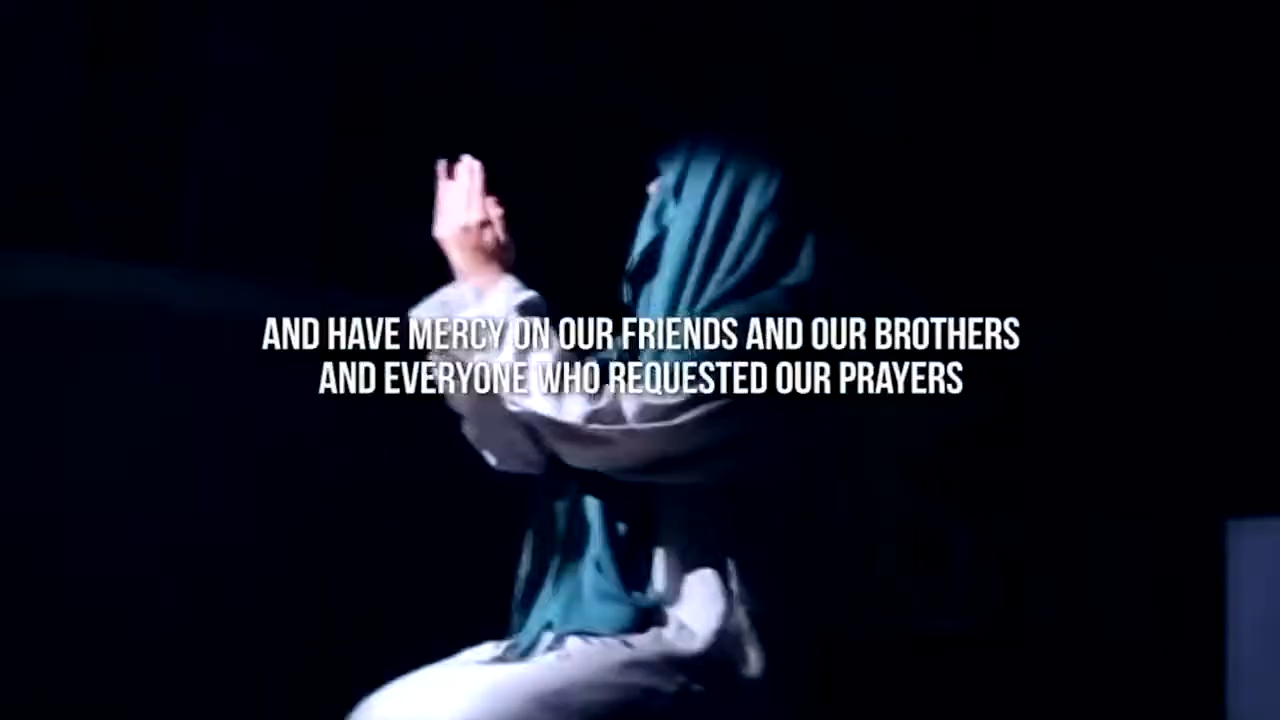 AND HAVE MERCY ON OUR FRIENDS AND OUR BROTHERS
AND EVERYONE WHO REQUESTED OUR PRAYERS